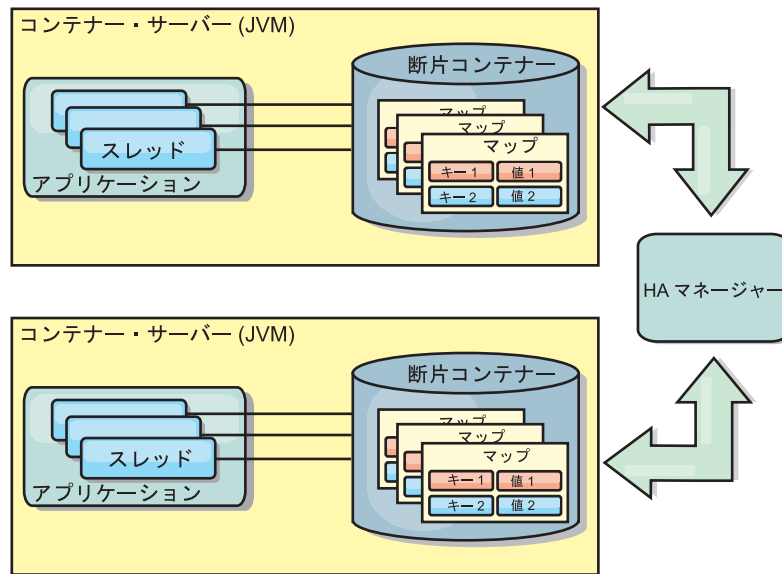 コンテナー・サーバー (JVM)
断片コンテナー
マップ
マップ
マップ
スレッド
キー 1
値 1
キー 2
値 2
アプリケーション
HA マネージャー
コンテナー・サーバー (JVM)
断片コンテナー
マップ
マップ
マップ
スレッド
キー 1
値 1
キー 2
値 2
アプリケーション